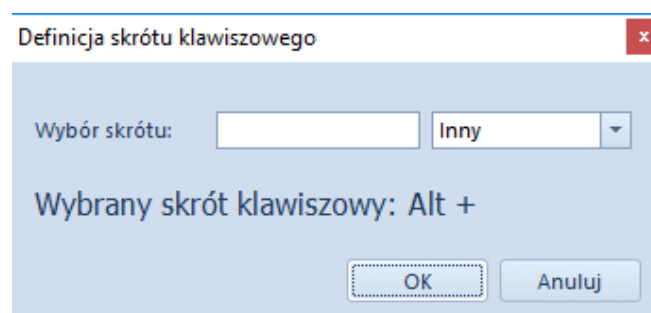 Definicja skrótu klawiszowego x
Wybór skrótu: Inny
Wybrany skrót klawiszowy: Alt +
OK Anuluj